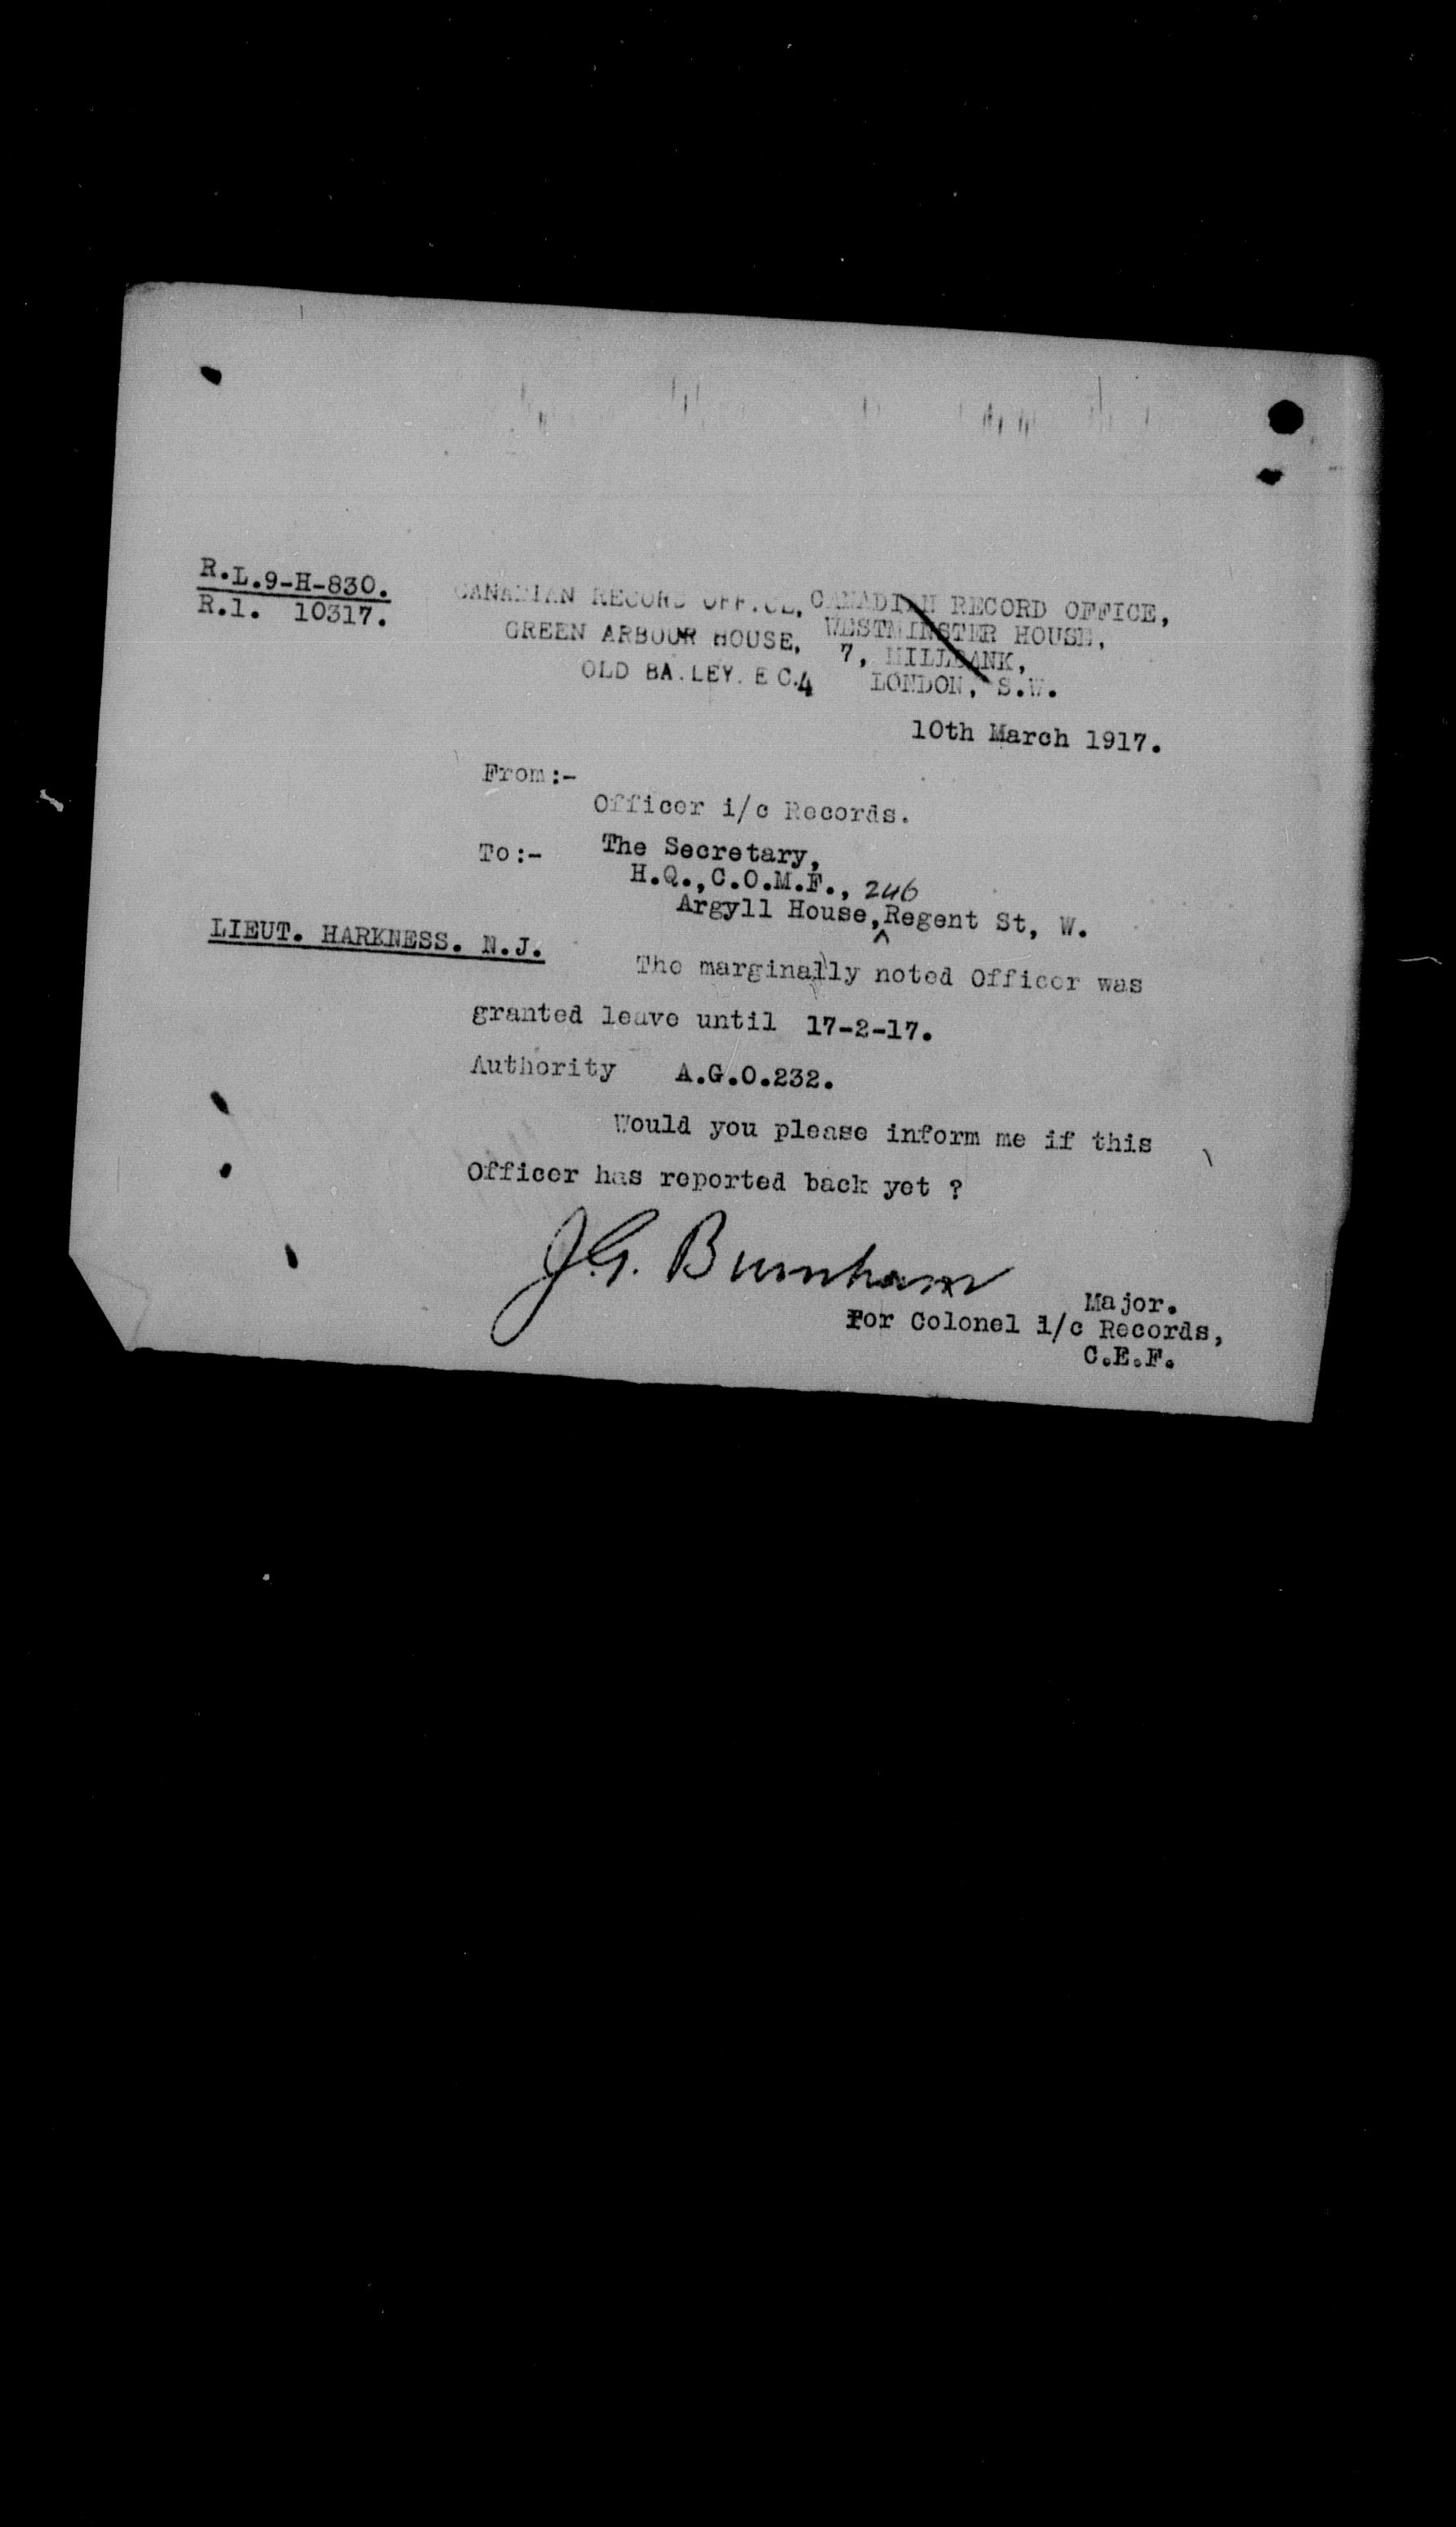 R.L.9-H-830.
R.1. 10317.
CANADIAN RECORD OFFICE,
GREEN ARBOUR HOUSE,
OLD BAILEY. E C.4
CANADIAN RECORD OFFICE,
WESTMINSTER HOUSE,
7, MILLBANK,
LONDON, S.W.
10th March 1917.
From:-
Officer i/c Records.
To:- The Secretary,
H.Q.,C.O.M.F., 246
Argyll House,^Regent St, W.
LIEUT. HARKNESS. N.J.
The marginally noted Officer was
granted leave until 17-2-17.
Authority A.G.O.232.
Would you please inform me if this
Officer has reported back yet ?
J.G. Burnham
Major.
For Colonel i/c Records,
C.E.F.